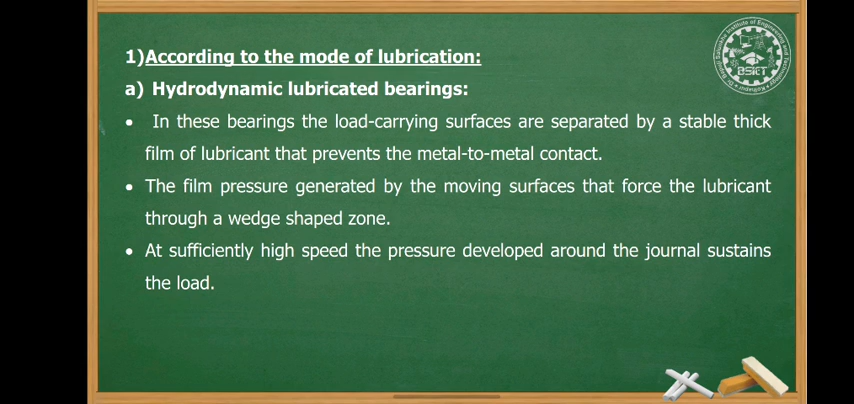 1)According to the mode of lubrication:
a) Hydrodynamic lubricated bearings:
• In these bearings the load-carrying surfaces are separated by a stable thick
film of lubricant that prevents the metal-to-metal contact.
• The film pressure generated by the moving surfaces that force the lubricant
through a wedge shaped zone.
• At sufficiently high speed the pressure developed around the journal sustains
the load.
BSIET